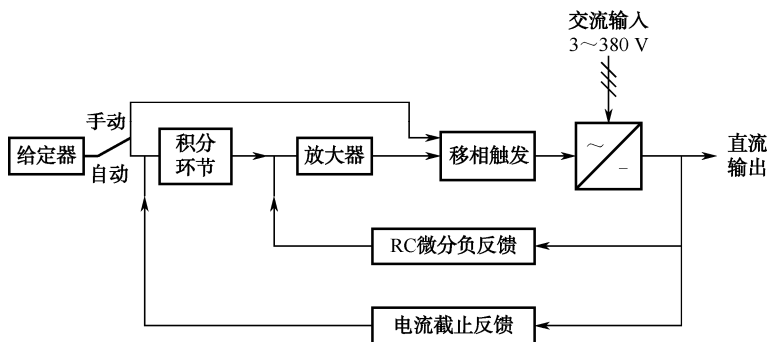 交流输入
3～380 V
手动
给定器
自动
积分
环节
放大器
移相触发
～
－
直流
输出
RC微分负反馈
电流截止反馈